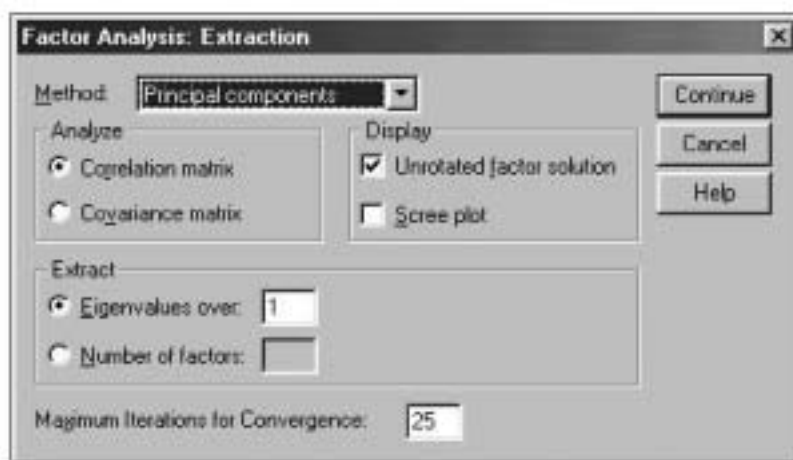 Factor Analysis: Extraction
Method: Principal components
Continue
Analyze
Display
Cancel
Correlation matrix
Unrotated factor solution
Help
Covariance matrix
Scree plot
Extract
Eigenvalues over: 1
Number of factors:
Maximum Iterations for Convergence: 25